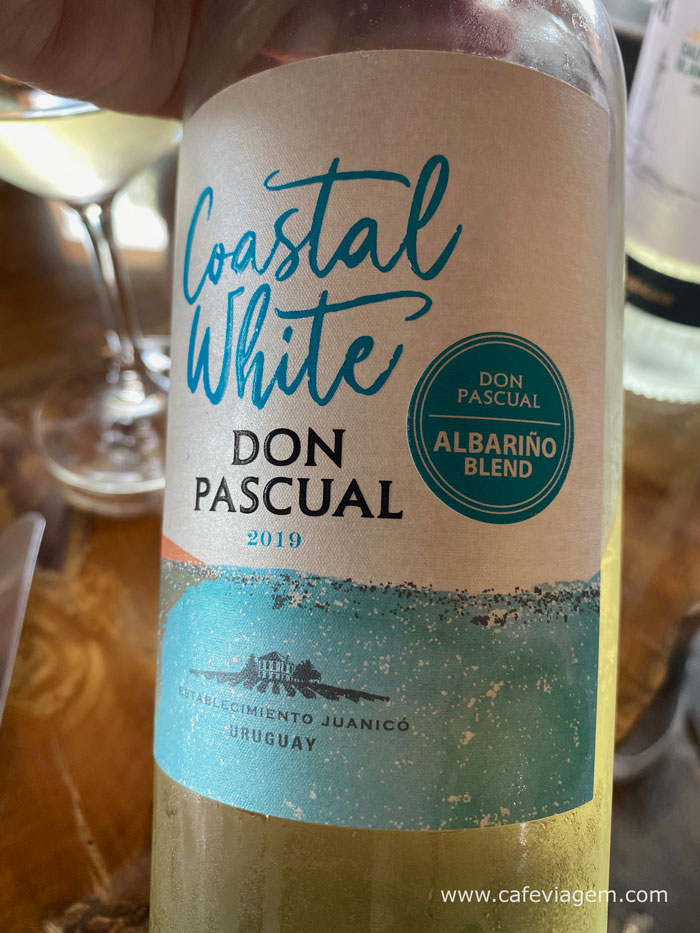 Coastal
White
DON
PASCUAL
2019
DON
PASCUAL
ALBARIÑO
BLEND
ESTABLECIMIENTO JUANICÓ
URUGUAY
www.cafeviagem.com